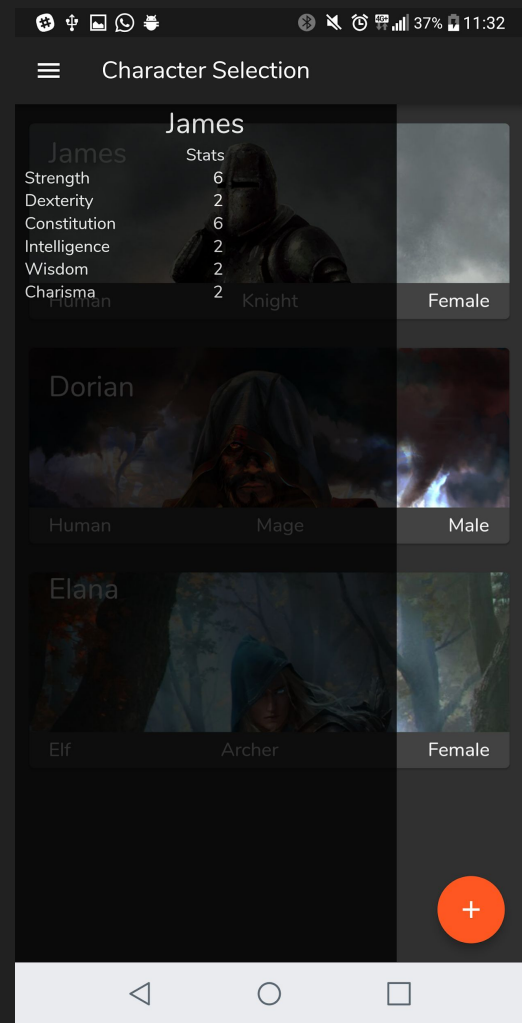 4G+ 37% 11:32
Character Selection
James
James
Stats
Strength 6
Dexterity 2
Constitution 6
Intelligence 2
Wisdom 2
Charisma 2
Human Knight Female
Dorian
Human Mage Male
Elana
Elf Archer Female
+